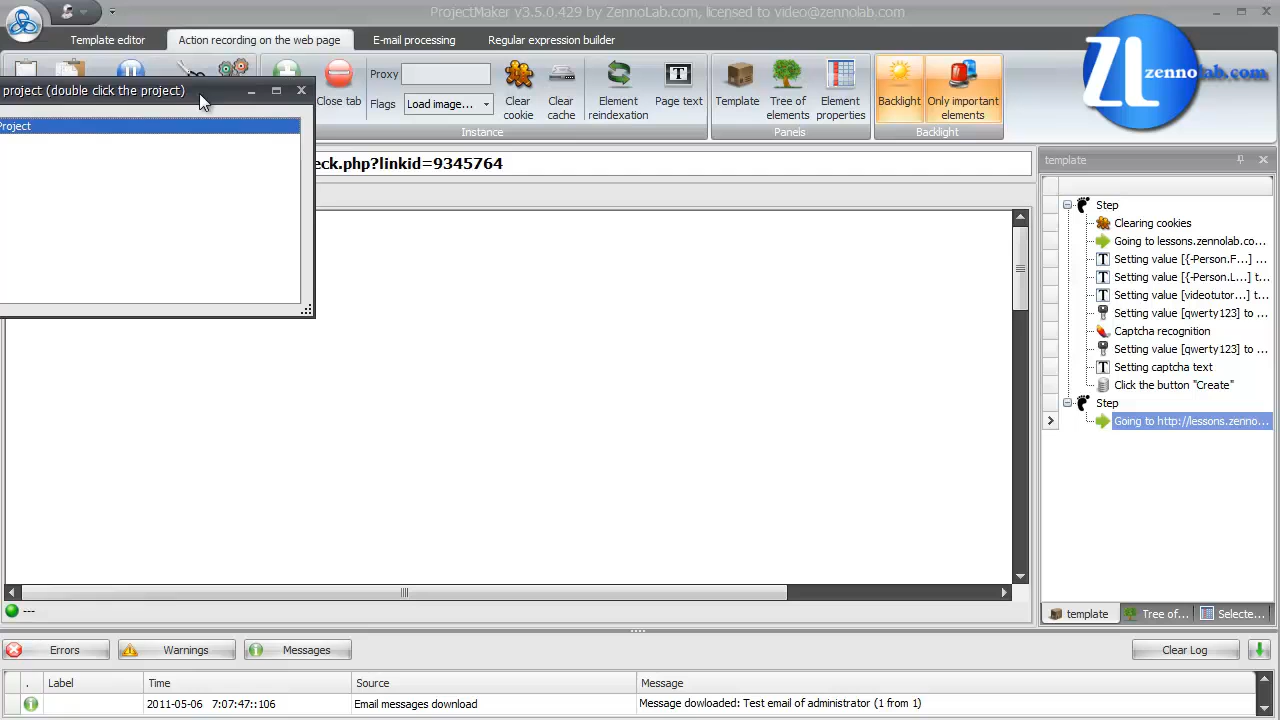 ProjectMaker v3.5.0.429 by ZennoLab.com, licensed to video@zennolab.com
Template editor
Action recording on the web page
E-mail processing
Regular expression builder
project (double click the project)
Project
Close tab
Proxy
Flags
Load image...
Clear cookie
Clear cache
Element reindexation
Page text
Instance
Template
Tree of elements
Element properties
Panels
Backlight
Only important elements
Backlight
ZL zennolab.com
eck.php?linkid=9345764
template
Step
Clearing cookies
Going to lessons.zennolab.co...
Setting value [{-Person.F...] ...
Setting value [{-Person.L...] t...
Setting value [videotutor...] t...
Setting value [qwerty123] to ...
Captcha recognition
Setting value [qwerty123] to ...
Setting captcha text
Click the button "Create"
Step
Going to http://lessons.zenno...
---
template
Tree of...
Selecte...
Errors
Warnings
Messages
Clear Log
. Label Time Source Message
2011-05-06 7:07:47::106 Email messages download Message dowloaded: Test email of administrator (1 from 1)